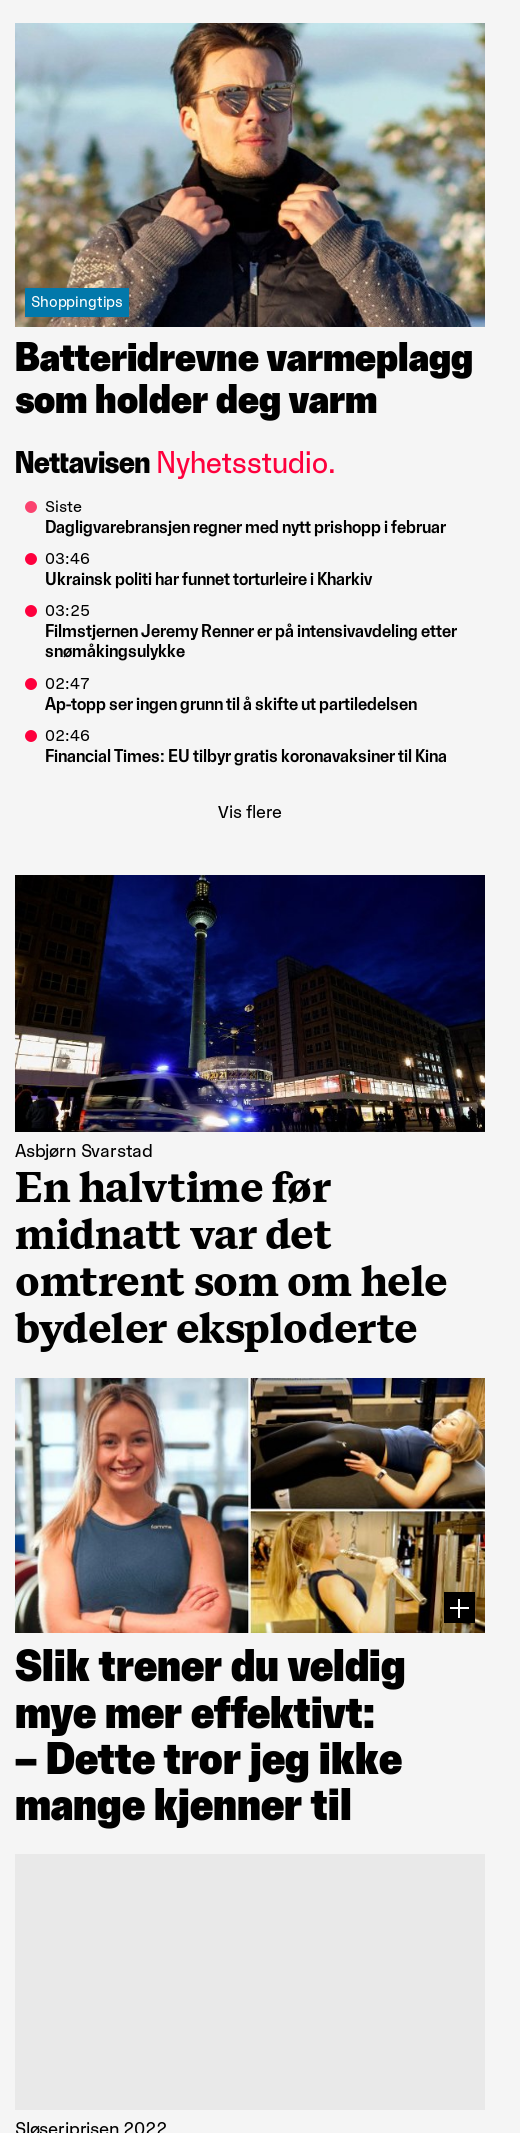 Shoppingtips
Batteridrevne varmeplagg
som holder deg varm
Nettavisen Nyhetsstudio.
Siste
Dagligvarebransjen regner med nytt prishopp i februar
03:46
Ukrainsk politi har funnet torturleire i Kharkiv
03:25
Filmstjernen Jeremy Renner er på intensivavdeling etter
snømåkingsulykke
02:47
Ap-topp ser ingen grunn til å skifte ut partiledelsen
02:46
Financial Times: EU tilbyr gratis koronavaksiner til Kina
Vis flere
Asbjørn Svarstad
En halvtime før
midnatt var det
omtrent som om hele
bydeler eksploderte
Slik trener du veldig
mye mer effektivt:
– Dette tror jeg ikke
mange kjenner til
Sløseriprisen 2022